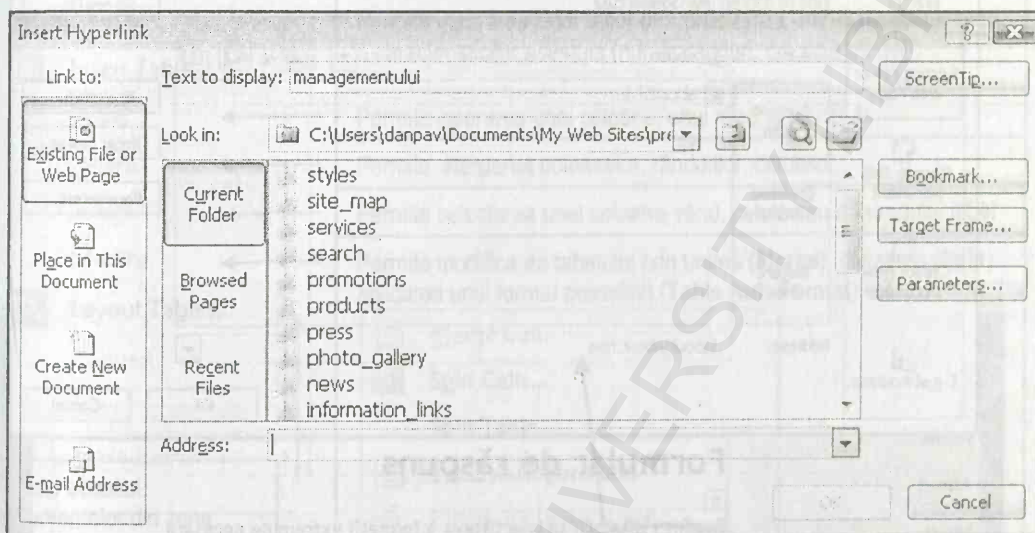 Insert Hyperlink
Link to:
Text to display: managementului
ScreenTip...
Existing File or
Web Page
Look in: C:\Users\danpav\Documents\My Web Sites\pre
Current
Folder
styles
site_map
services
search
promotions
products
press
photo_gallery
news
information_links
Bookmark...
Target Frame...
Parameters...
Place in This
Document
Browsed
Pages
Create New
Document
Recent
Files
Address:
E-mail Address
OK
Cancel
Formular de răspuns